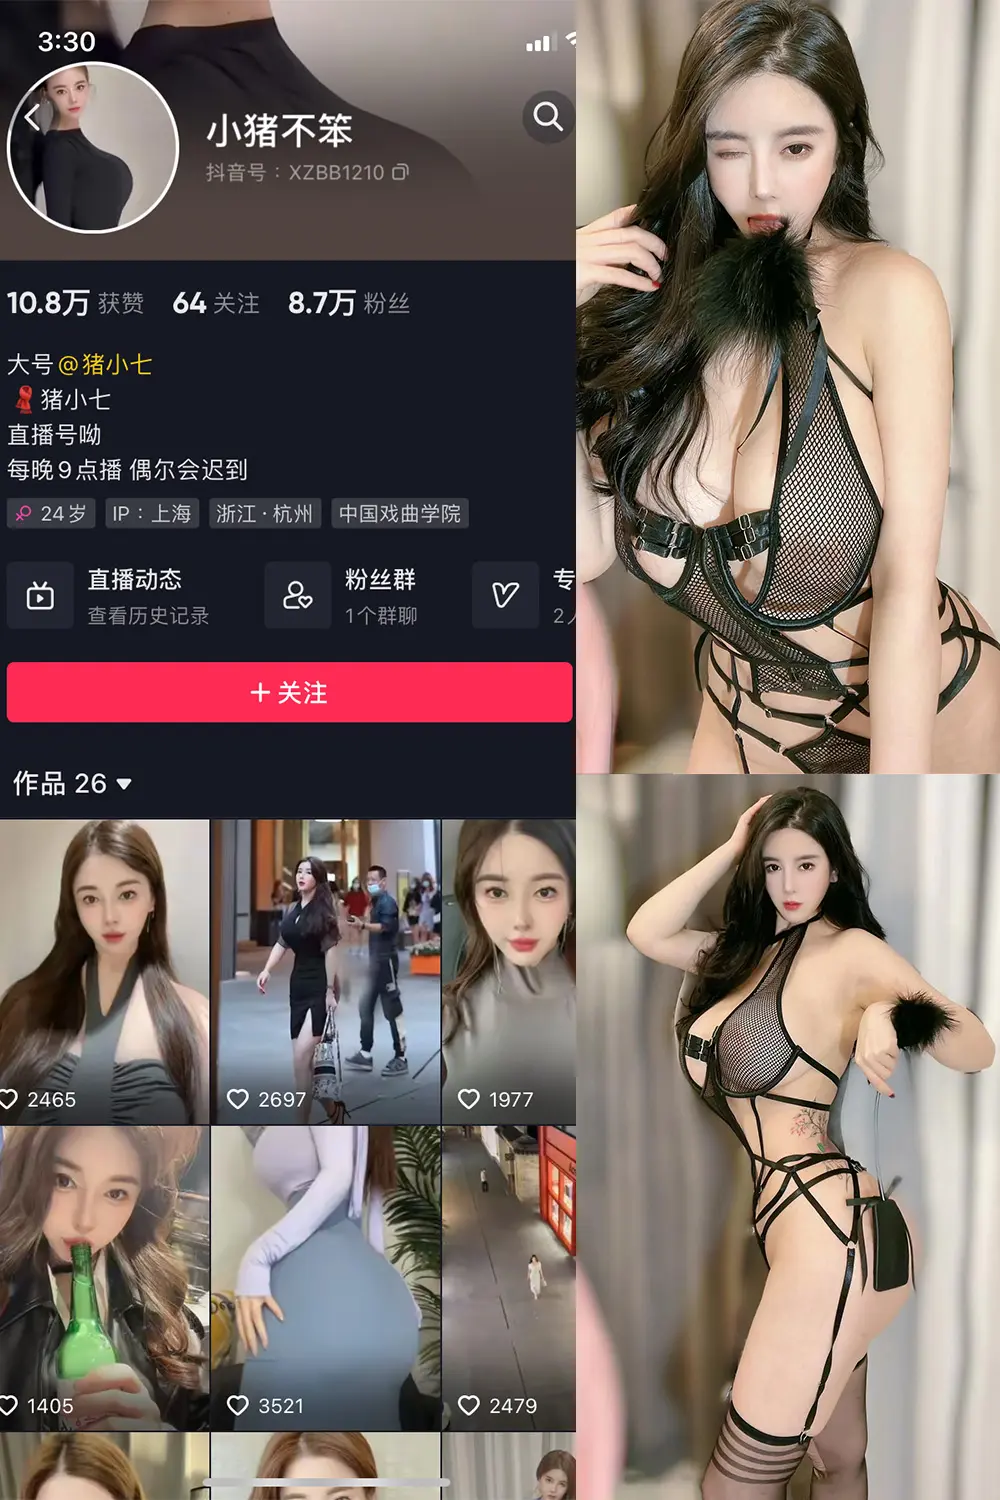 3:30
小猪不笨
抖音号：XZBB1210
10.8万 获赞 64 关注 8.7万 粉丝
大号@猪小七
猪小七
直播号呦
每晚9点播 偶尔会迟到
24岁 IP：上海 浙江·杭州 中国戏曲学院
直播动态 粉丝群 专
查看历史记录 1个群聊 2
+ 关注
作品 26
2465 2697 1977
1405 3521 2479